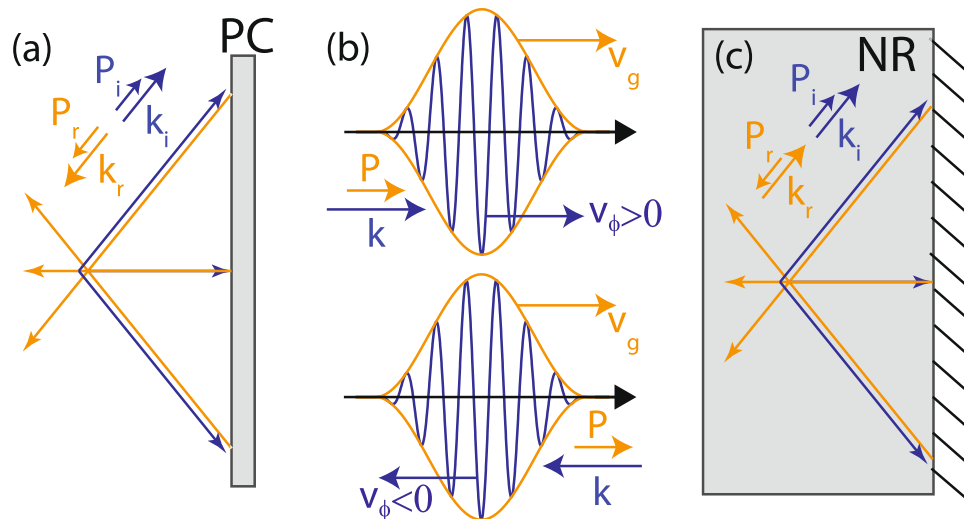 (a)
PC
P_i
k_i
P_r
k_r
(b)
v_g
P
k
v_ϕ>0
v_g
P
k
v_ϕ<0
(c)
NR
P_i
k_i
P_r
k_r